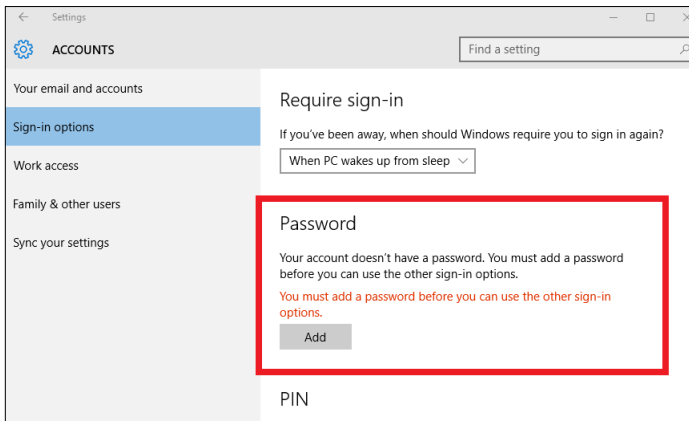 Settings
ACCOUNTS
Find a setting
Your email and accounts
Sign-in options
Work access
Family & other users
Sync your settings
Require sign-in
If you've been away, when should Windows require you to sign in again?
When PC wakes up from sleep
Password
Your account doesn't have a password. You must add a password
before you can use the other sign-in options.
You must add a password before you can use the other sign-in
options.
Add
PIN